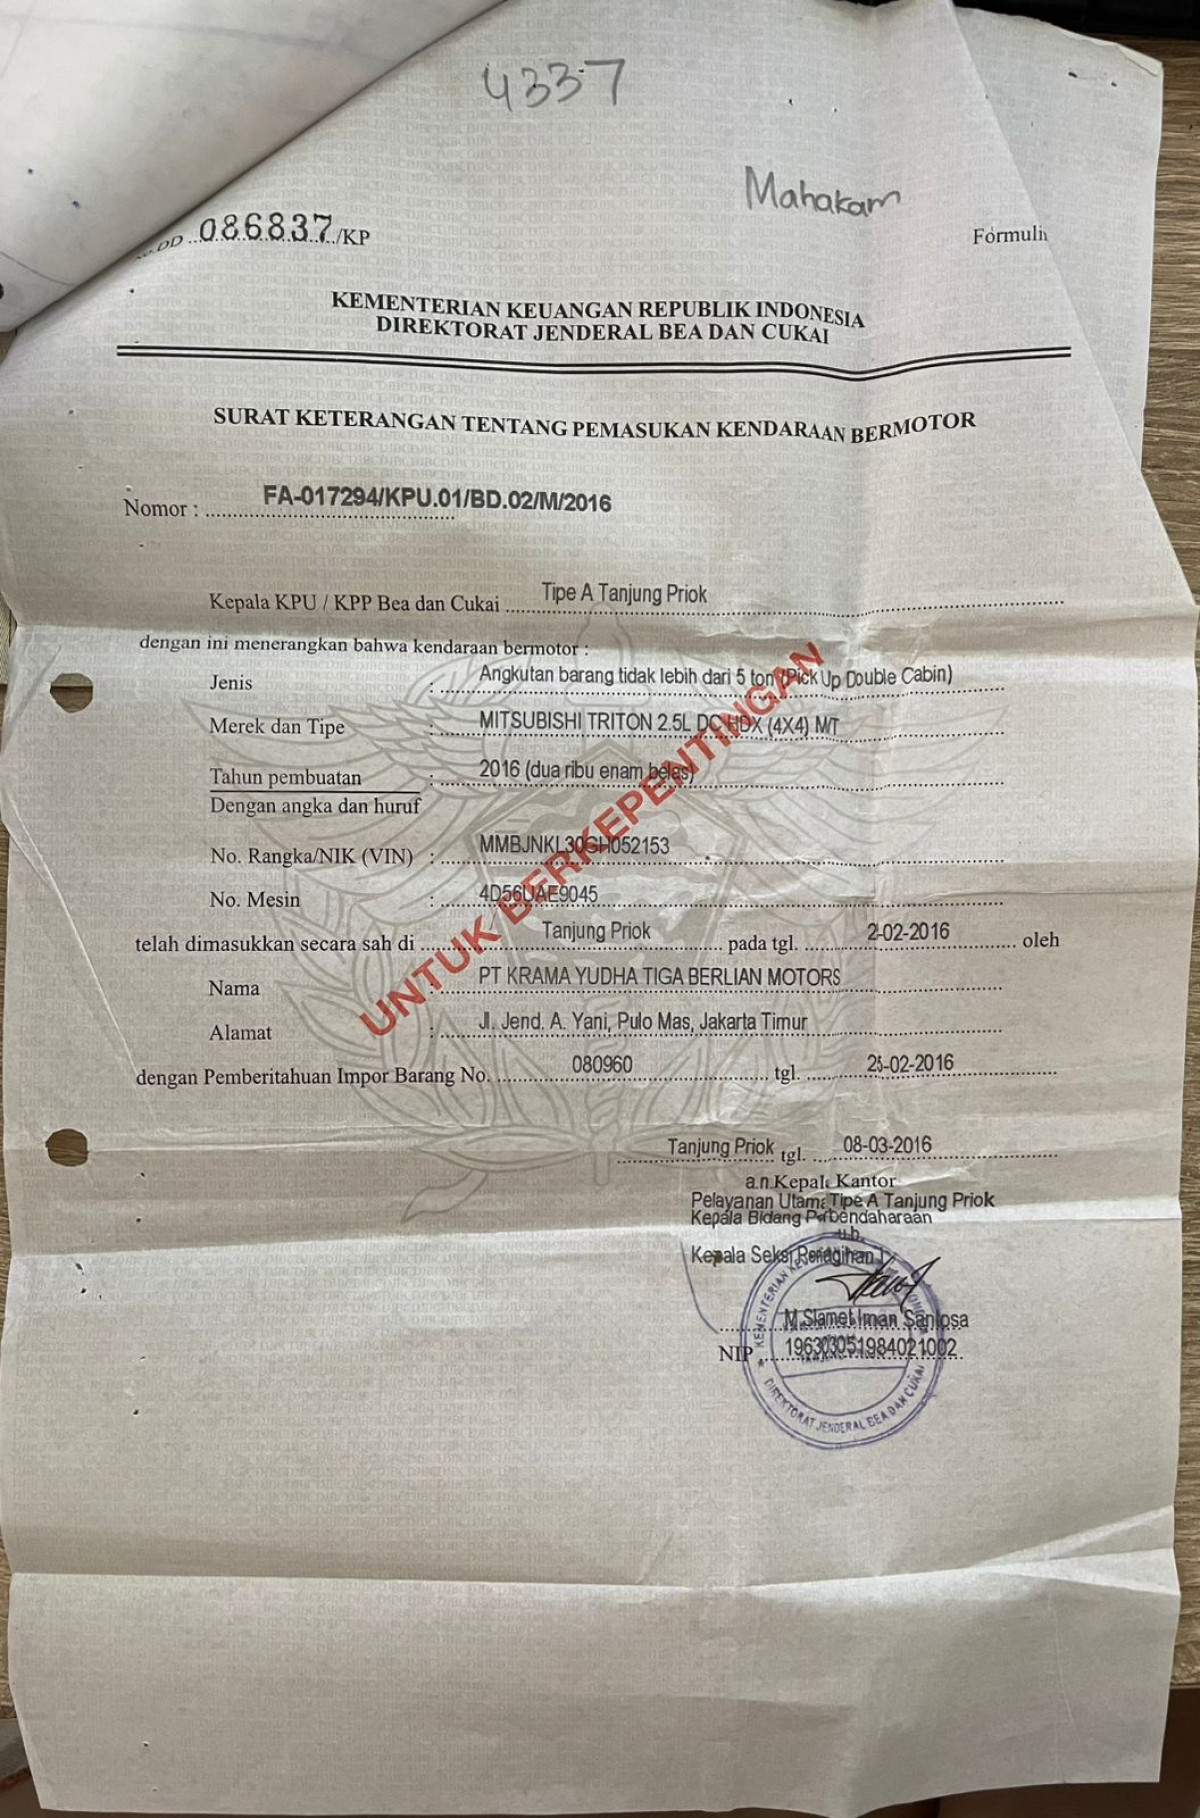 4337
Mahakam
DD ..086837../KP
Formuli
KEMENTERIAN KEUANGAN REPUBLIK INDONESIA
DIREKTORAT JENDERAL BEA DAN CUKAI
SURAT KETERANGAN TENTANG PEMASUKAN KENDARAAN BERMOTOR
Nomor : FA-017294/KPU.01/BD.02/M/2016
Kepala KPU / KPP Bea dan Cukai Tipe A Tanjung Priok
dengan ini menerangkan bahwa kendaraan bermotor :
Jenis : Angkutan barang tidak lebih dari 5 ton (Pick Up Double Cabin)
Merek dan Tipe : MITSUBISHI TRITON 2.5L DC HDX (4X4) M/T
Tahun pembuatan : 2016 (dua ribu enam belas)
Dengan angka dan huruf
No. Rangka/NIK (VIN) : MMBJNKL30GH052153
No. Mesin : 4D56UAE9045
telah dimasukkan secara sah di Tanjung Priok pada tgl. 2-02-2016 oleh
Nama : PT KRAMA YUDHA TIGA BERLIAN MOTORS
Alamat : Jl. Jend. A. Yani, Pulo Mas, Jakarta Timur
dengan Pemberitahuan Impor Barang No. 080960 tgl. 25-02-2016
UNTUK BERKEPENTINGAN
Tanjung Priok tgl. 08-03-2016
a.n.Kepala Kantor
Pelayanan Utama Tipe A Tanjung Priok
Kepala Bidang Perbendaharaan
u.b.
Kepala Seksi Penagihan I
M.Slamet Iman Santosa
NIP 196303051984021002
KEMENTERIAN
DIREKTORAT JENDERAL BEA DAN CUKAI